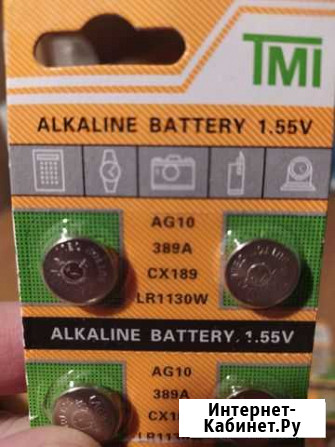 TMI
ALKALINE BATTERY 1.55V
AG10
389A
CX189
LR1130W
ALKALINE BATTERY 1.55V
AG10
389A
Интернет-
Кабинет.Ру